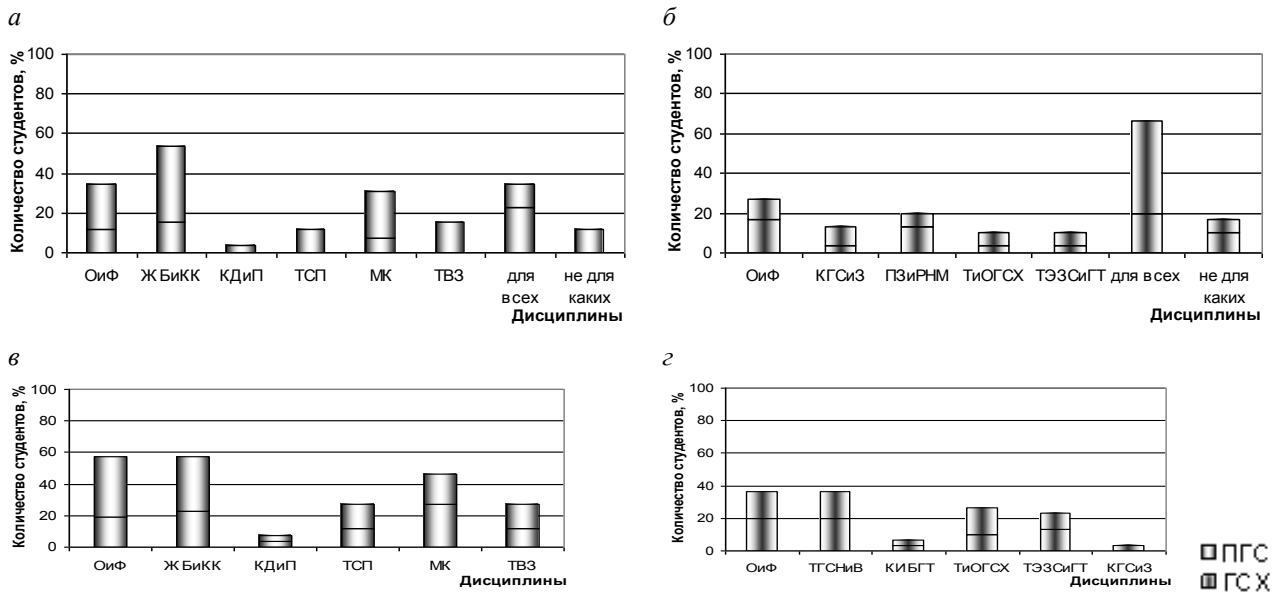 а
Количество студентов, %
100
80
60
40
20
0
ОиФ ЖБиКК КДиП ТСП МК ТВЗ для всех не для каких
Дисциплины
б
Количество студентов, %
100
80
60
40
20
0
ОиФ КГСиЗ ПЗиРНМ ТиОГСХ ТЭЗСиГТ для всех не для каких
Дисциплины
в
Количество студентов, %
100
80
60
40
20
0
ОиФ ЖБиКК КДиП ТСП МК ТВЗ
Дисциплины
г
Количество студентов, %
100
80
60
40
20
0
ОиФ ТГСНиВ КИБГТ ТиОГСХ ТЭЗСиГТ КГСиЗ
Дисциплины
ПГС
ГСХ